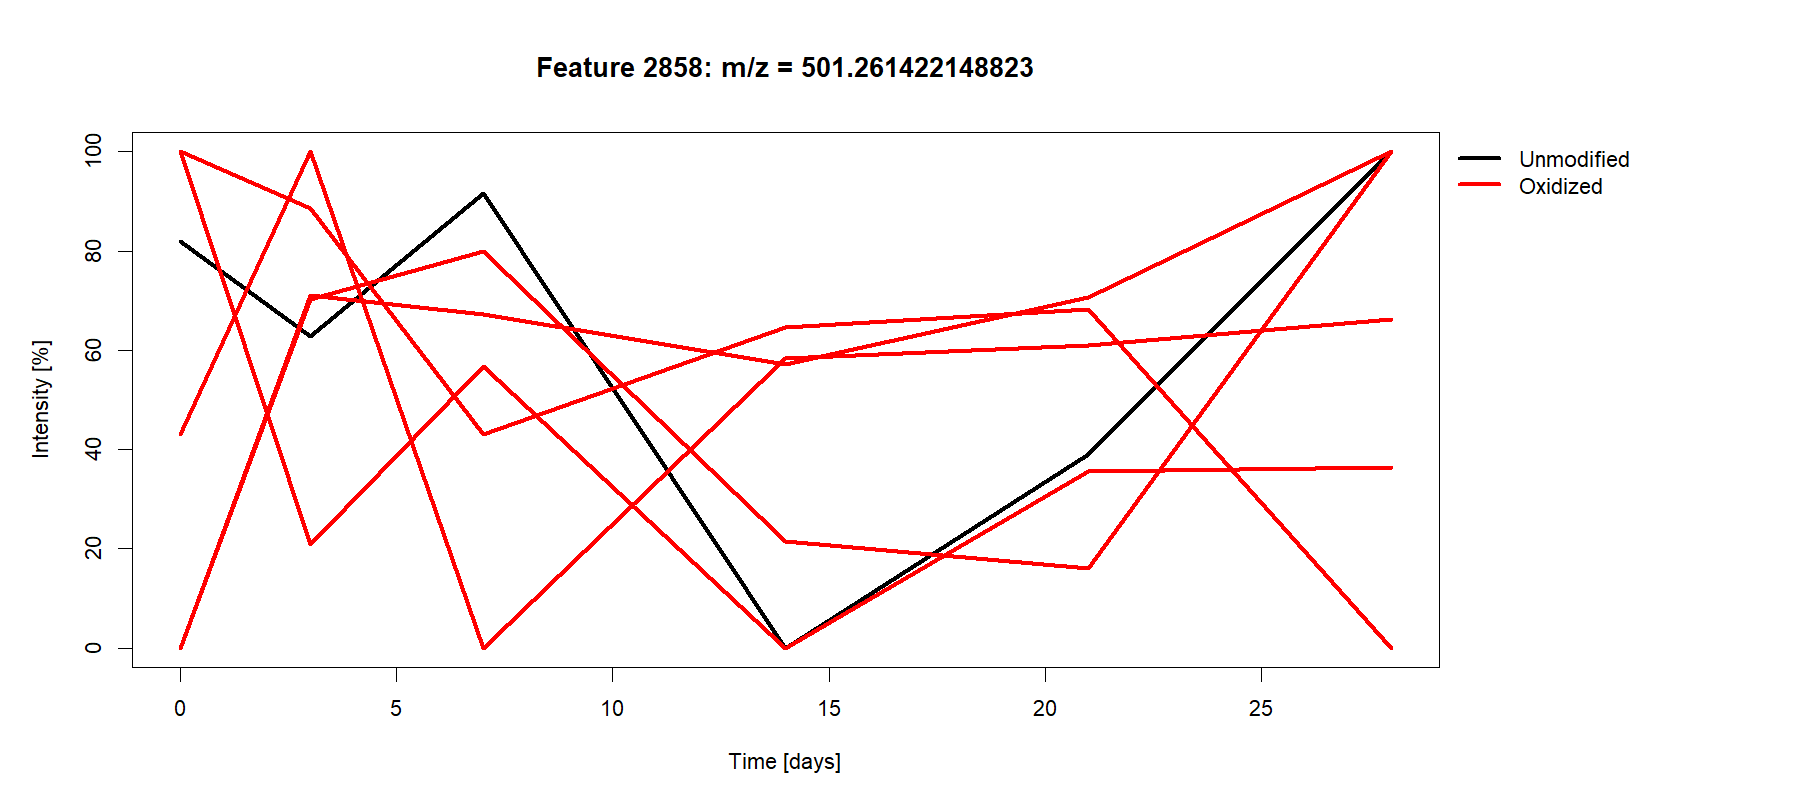 Feature 2858: m/z = 501.261422148823
Unmodified
Oxidized
Intensity [%]
100
80
60
40
20
0
0 5 10 15 20 25
Time [days]